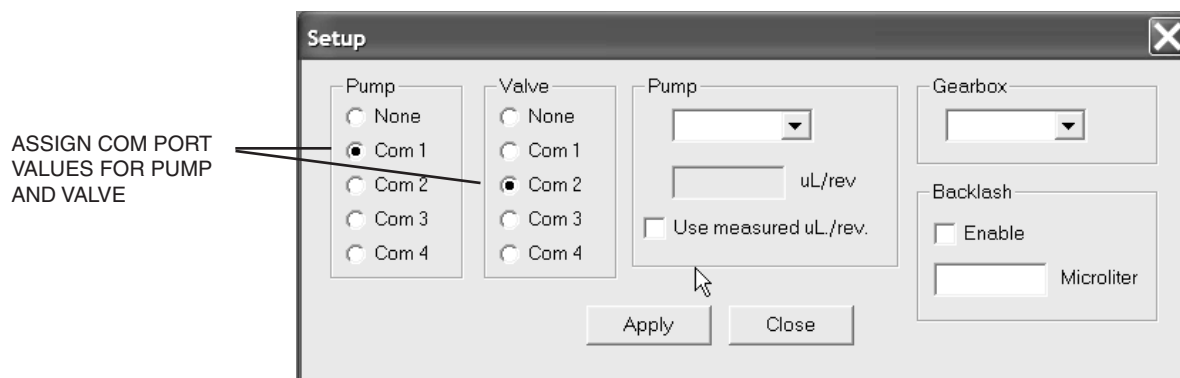 Setup
ASSIGN COM PORT
VALUES FOR PUMP
AND VALVE
Pump
None
Com 1
Com 2
Com 3
Com 4
Valve
None
Com 1
Com 2
Com 3
Com 4
Pump
uL/rev
Use measured uL./rev.
Gearbox
Backlash
Enable
Microliter
Apply
Close